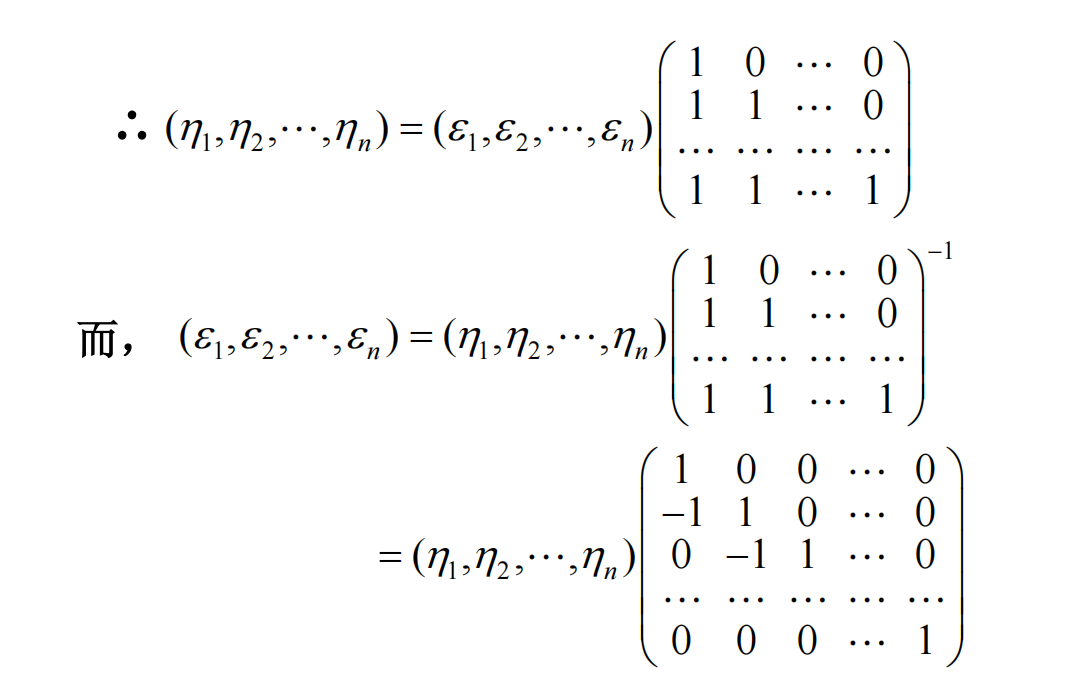 ∴ (η₁,η₂,⋯,ηₙ) = (ε₁,ε₂,⋯,εₙ)
1 0 ⋯ 0
1 1 ⋯ 0
⋯ ⋯ ⋯ ⋯
1 1 ⋯ 1
而， (ε₁,ε₂,⋯,εₙ) = (η₁,η₂,⋯,ηₙ)
1 0 ⋯ 0
1 1 ⋯ 0
⋯ ⋯ ⋯ ⋯
1 1 ⋯ 1
−1
= (η₁,η₂,⋯,ηₙ)
1 0 0 ⋯ 0
−1 1 0 ⋯ 0
0 −1 1 ⋯ 0
⋯ ⋯ ⋯ ⋯ ⋯
0 0 0 ⋯ 1